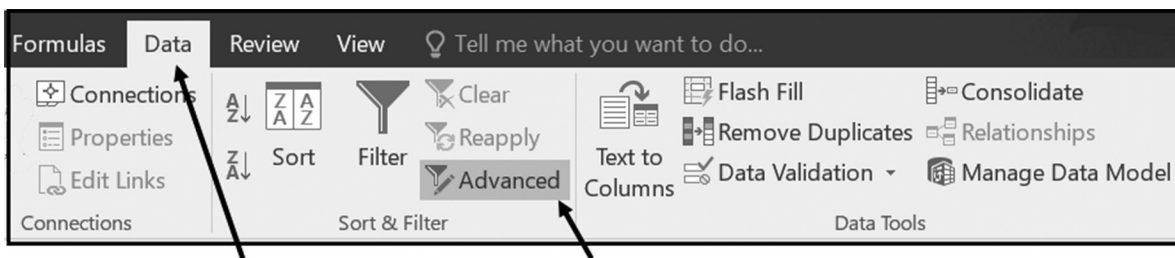 Formulas Data Review View Tell me what you want to do...
Connections
Properties
Edit Links
Connections
A
Z
Z
A
Z A
A Z
Sort
Filter
Clear
Reapply
Advanced
Sort & Filter
Text to
Columns
Flash Fill
Remove Duplicates
Data Validation
Consolidate
Relationships
Manage Data Model
Data Tools